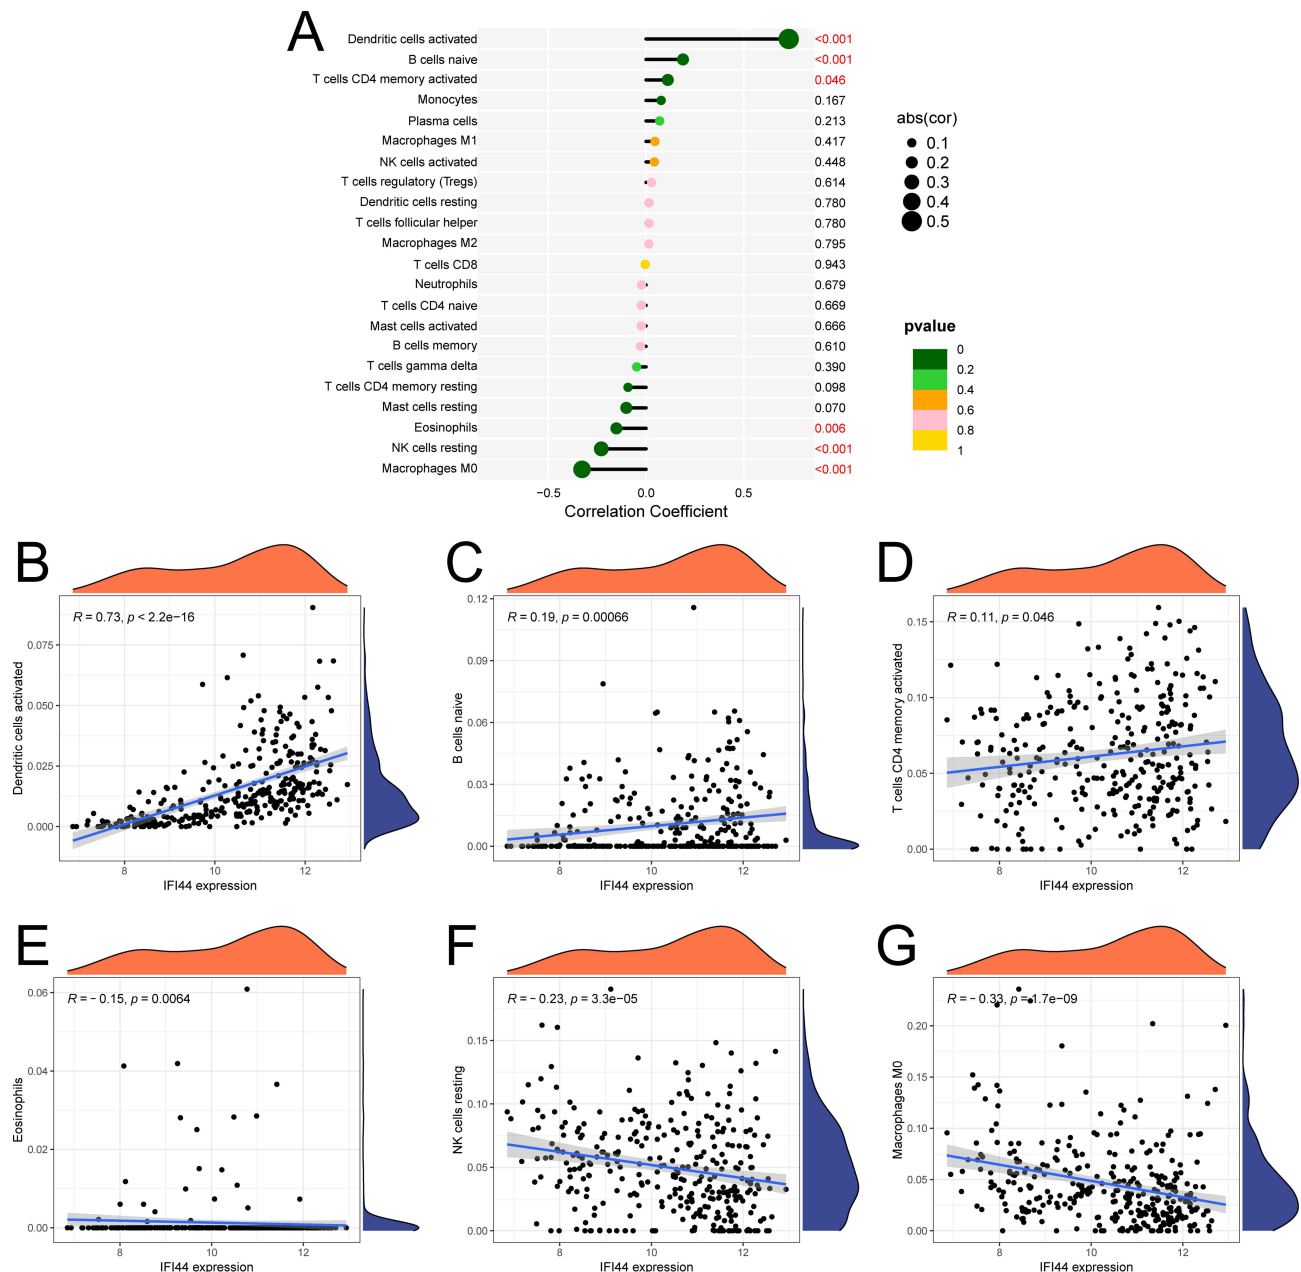 A
Dendritic cells activated <0.001
B cells naive <0.001
T cells CD4 memory activated 0.046
Monocytes 0.167
Plasma cells 0.213
Macrophages M1 0.417
NK cells activated 0.448
T cells regulatory (Tregs) 0.614
Dendritic cells resting 0.780
T cells follicular helper 0.780
Macrophages M2 0.795
T cells CD8 0.943
Neutrophils 0.679
T cells CD4 naive 0.669
Mast cells activated 0.666
B cells memory 0.610
T cells gamma delta 0.390
T cells CD4 memory resting 0.098
Mast cells resting 0.070
Eosinophils 0.006
NK cells resting <0.001
Macrophages M0 <0.001
−0.5 0.0 0.5
Correlation Coefficient
abs(cor)
0.1
0.2
0.3
0.4
0.5
pvalue
0
0.2
0.4
0.6
0.8
1
B
R = 0.73, p < 2.2e−16
Dendritic cells activated
0.075
0.050
0.025
0.000
8 10 12
IFI44 expression
C
R = 0.19, p = 0.00066
B cells naive
0.12
0.09
0.06
0.03
0.00
8 10 12
IFI44 expression
D
R = 0.11, p = 0.046
T cells CD4 memory activated
0.15
0.10
0.05
0.00
8 10 12
IFI44 expression
E
R = − 0.15, p = 0.0064
Eosinophils
0.06
0.04
0.02
0.00
8 10 12
IFI44 expression
F
R = − 0.23, p = 3.3e−05
NK cells resting
0.15
0.10
0.05
0.00
8 10 12
IFI44 expression
G
R = − 0.33, p = 1.7e−09
Macrophages M0
0.20
0.15
0.10
0.05
0.00
8 10 12
IFI44 expression